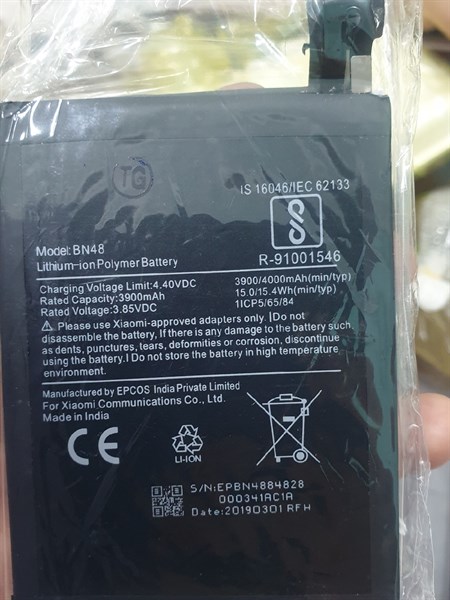 TG
IS 16046/IEC 62133
R-91001546
Model:BN48
Lithium-ion Polymer Battery
Charging Voltage Limit:4.40VDC
Rated Capacity:3900mAh
Rated Voltage:3.85VDC
3900/4000mAh(min/typ)
15.0/15.4Wh(min/typ)
1ICP5/65/84
⚠ Please use Xiaomi-approved adapters only. |Do not
disassemble the battery, If there is any damage to the battery such
as dents, punctures, tears, deformities or corrosion, discontinue
using the battery.| Do not store the battery in high temperature
environment.
Manufactured by EPCOS India Private Limited
For Xiaomi Communications Co., Ltd.
Made in India
CE
LI-ION
S/N:EPBN4884828
000341AC1A
Date:20190301 RFH